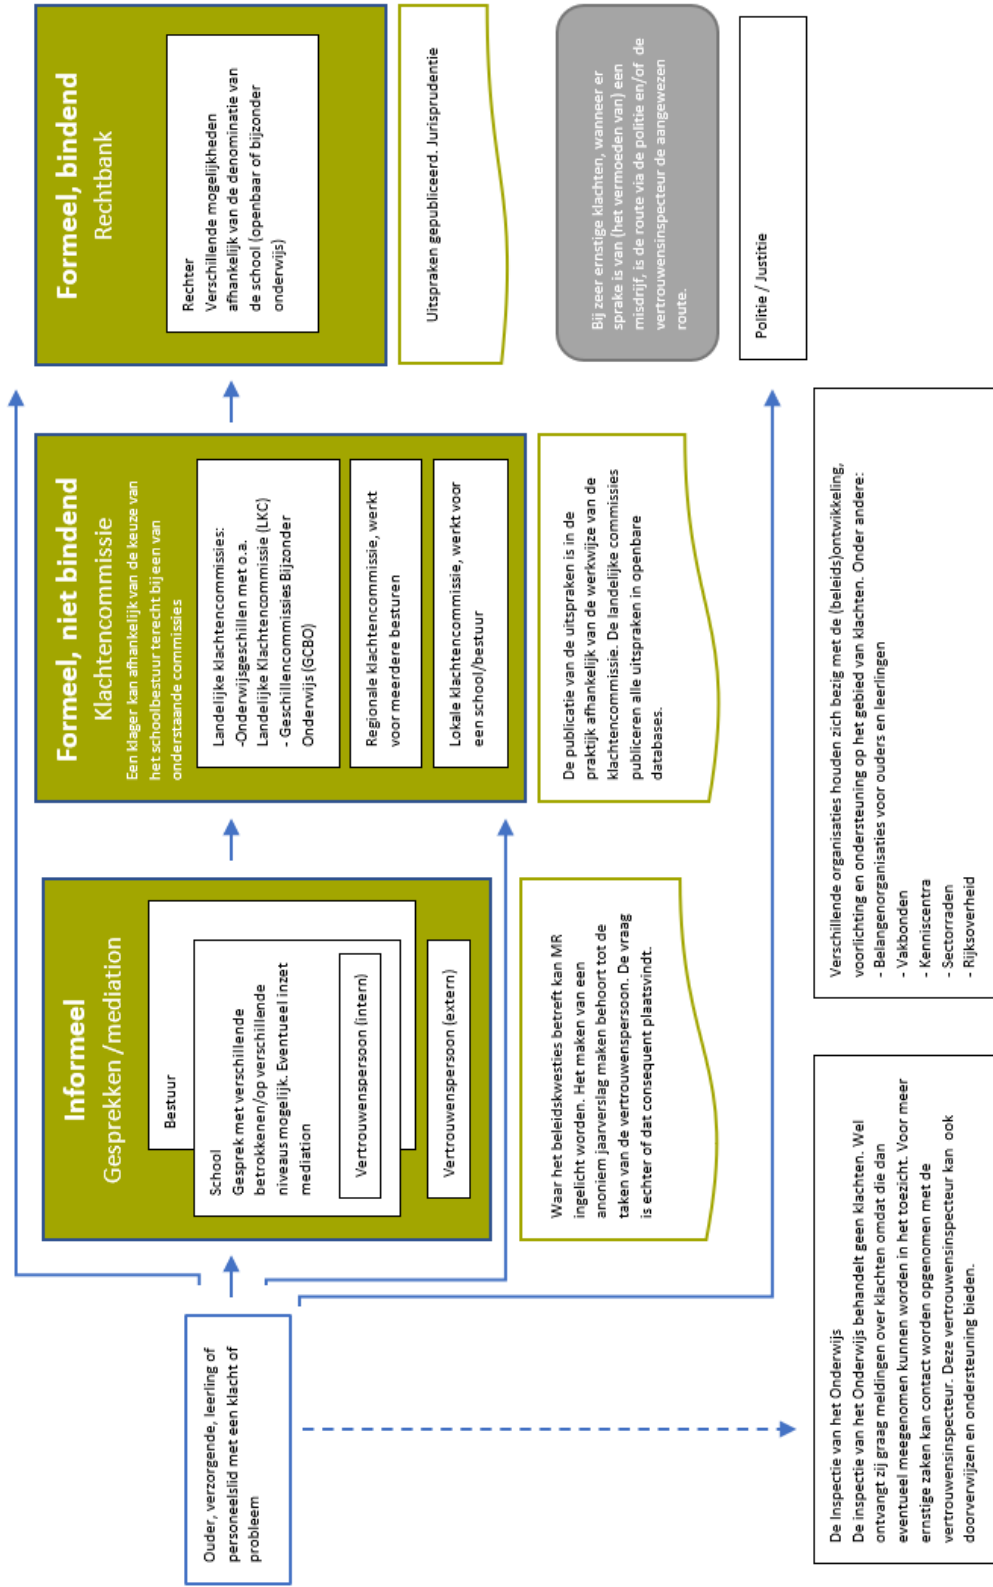 Ouder, verzorgende, leerling of
personeelslid met een klacht of
probleem
Informeel
Gesprekken /mediation
Bestuur
School
Gesprek met verschillende
betrokkenen/op verschillende
niveaus mogelijk. Eventueel inzet
mediation
Vertrouwenspersoon (intern)
Vertrouwenspersoon (extern)
Waar het beleidskwesties betreft kan MR
ingelicht worden. Het maken van een
anoniem jaarverslag maken behoort tot de
taken van de vertrouwenspersoon. De vraag
is echter of dat consequent plaatsvindt.
Formeel, niet bindend
Klachtencommissie
Een klager kan afhankelijk van de keuze van
het schoolbestuur terecht bij een van
onderstaande commissies
Landelijke klachtencommissies:
-Onderwijsgeschillen met o.a.
Landelijke Klachtencommissie (LKC)
- Geschillencommissies Bijzonder
Onderwijs (GCBO)
Regionale klachtencommissie, werkt
voor meerdere besturen
Lokale klachtencommissie, werkt voor
een school/bestuur
De publicatie van de uitspraken is in de
praktijk afhankelijk van de werkwijze van de
klachtencommissie. De landelijke commissies
publiceren alle uitspraken in openbare
databases.
Formeel, bindend
Rechtbank
Rechter
Verschillende mogelijkheden
afhankelijk van de denominatie van
de school (openbaar of bijzonder
onderwijs)
Uitspraken gepubliceerd. Jurisprudentie
Bij zeer ernstige klachten, wanneer er
sprake is van (het vermoeden van) een
misdrijf, is de route via de politie en/of de
vertrouwensinspecteur de aangewezen
route.
Politie / Justitie
De Inspectie van het Onderwijs
De inspectie van het Onderwijs behandelt geen klachten. Wel
ontvangt zij graag meldingen over klachten omdat die dan
eventueel meegenomen kunnen worden in het toezicht. Voor meer
ernstige zaken kan contact worden opgenomen met de
vertrouwensinspecteur. Deze vertrouwensinspecteur kan ook
doorverwijzen en ondersteuning bieden.
Verschillende organisaties houden zich bezig met de (beleids)ontwikkeling,
voorlichting en ondersteuning op het gebied van klachten. Onder andere:
- Belangenorganisaties voor ouders en leerlingen
- Vakbonden
- Kenniscentra
- Sectorraden
- Rijksoverheid